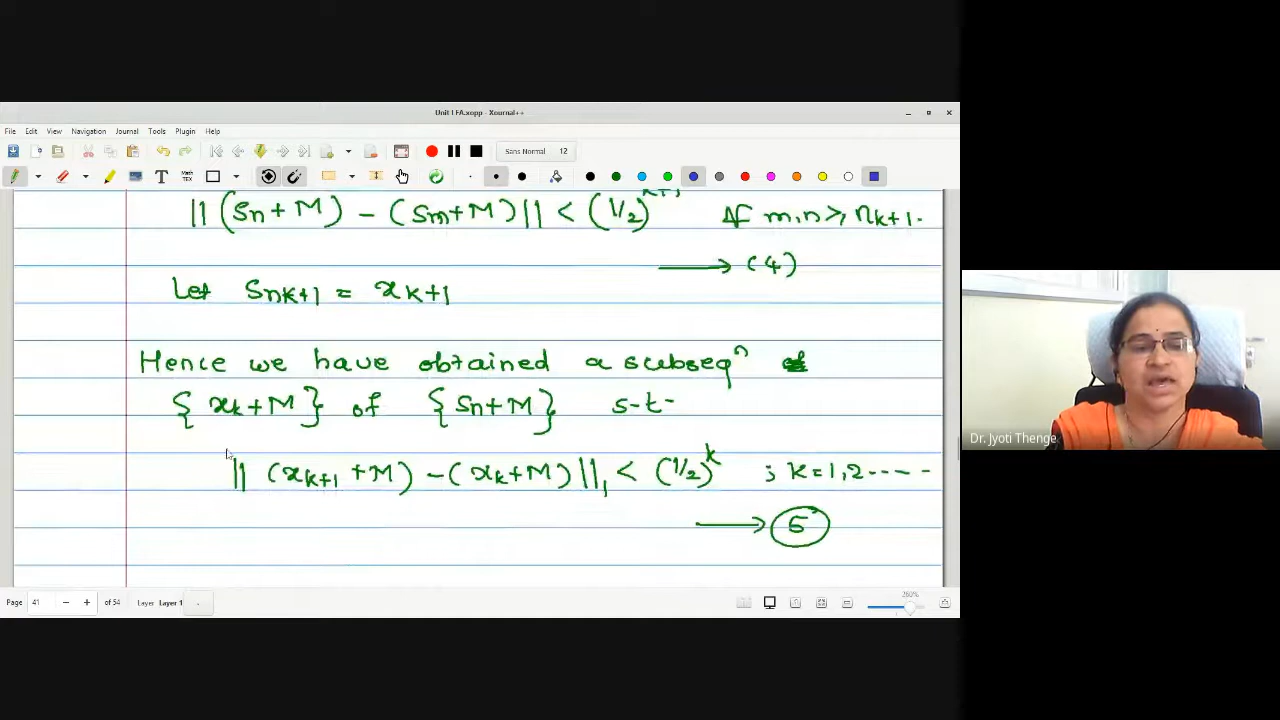 Unit I FA.xopp - Xournal++
File Edit View Navigation Journal Tools Plugin Help
Sans Normal 12
|| (Sn + M) - (Sm + M) || < (1/2)^k+1 If m,n ≥ nk+1.
→ (4)
Let Snk+1 = xk+1
Hence we have obtained a subseqⁿ
{ xk + M } of { Sn + M } s.t.
|| (xk+1 + M) - (xk + M) ||₁ < (1/2)^k ; k = 1, 2 -----
→ 5
Page 41 of 54 Layer Layer 1 260%
Dr. Jyoti Thenge